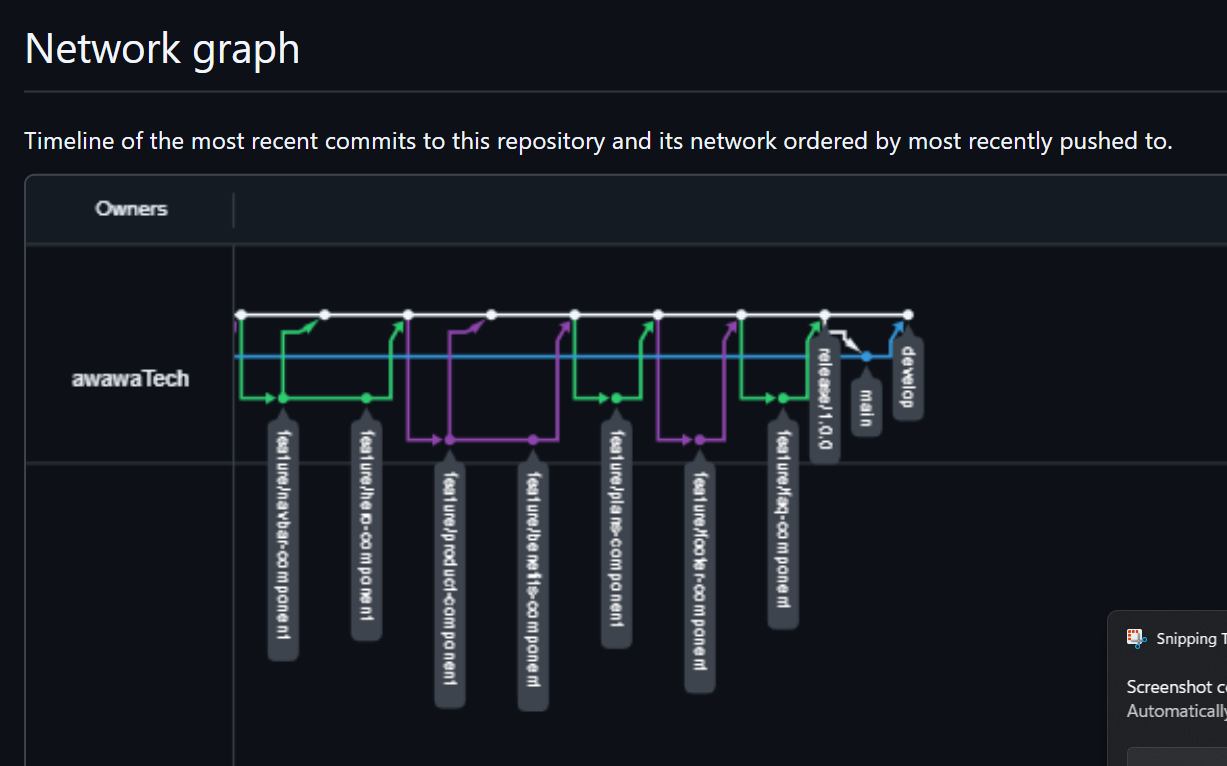 Network graph
Timeline of the most recent commits to this repository and its network ordered by most recently pushed to.
Owners
awawaTech
feature/navbar-component
feature/hero-component
feature/product-component
feature/benefits-component
feature/plans-component
feature/footer-component
feature/faq-component
release/1.0.0
main
develop
Snipping T
Screenshot c
Automatically